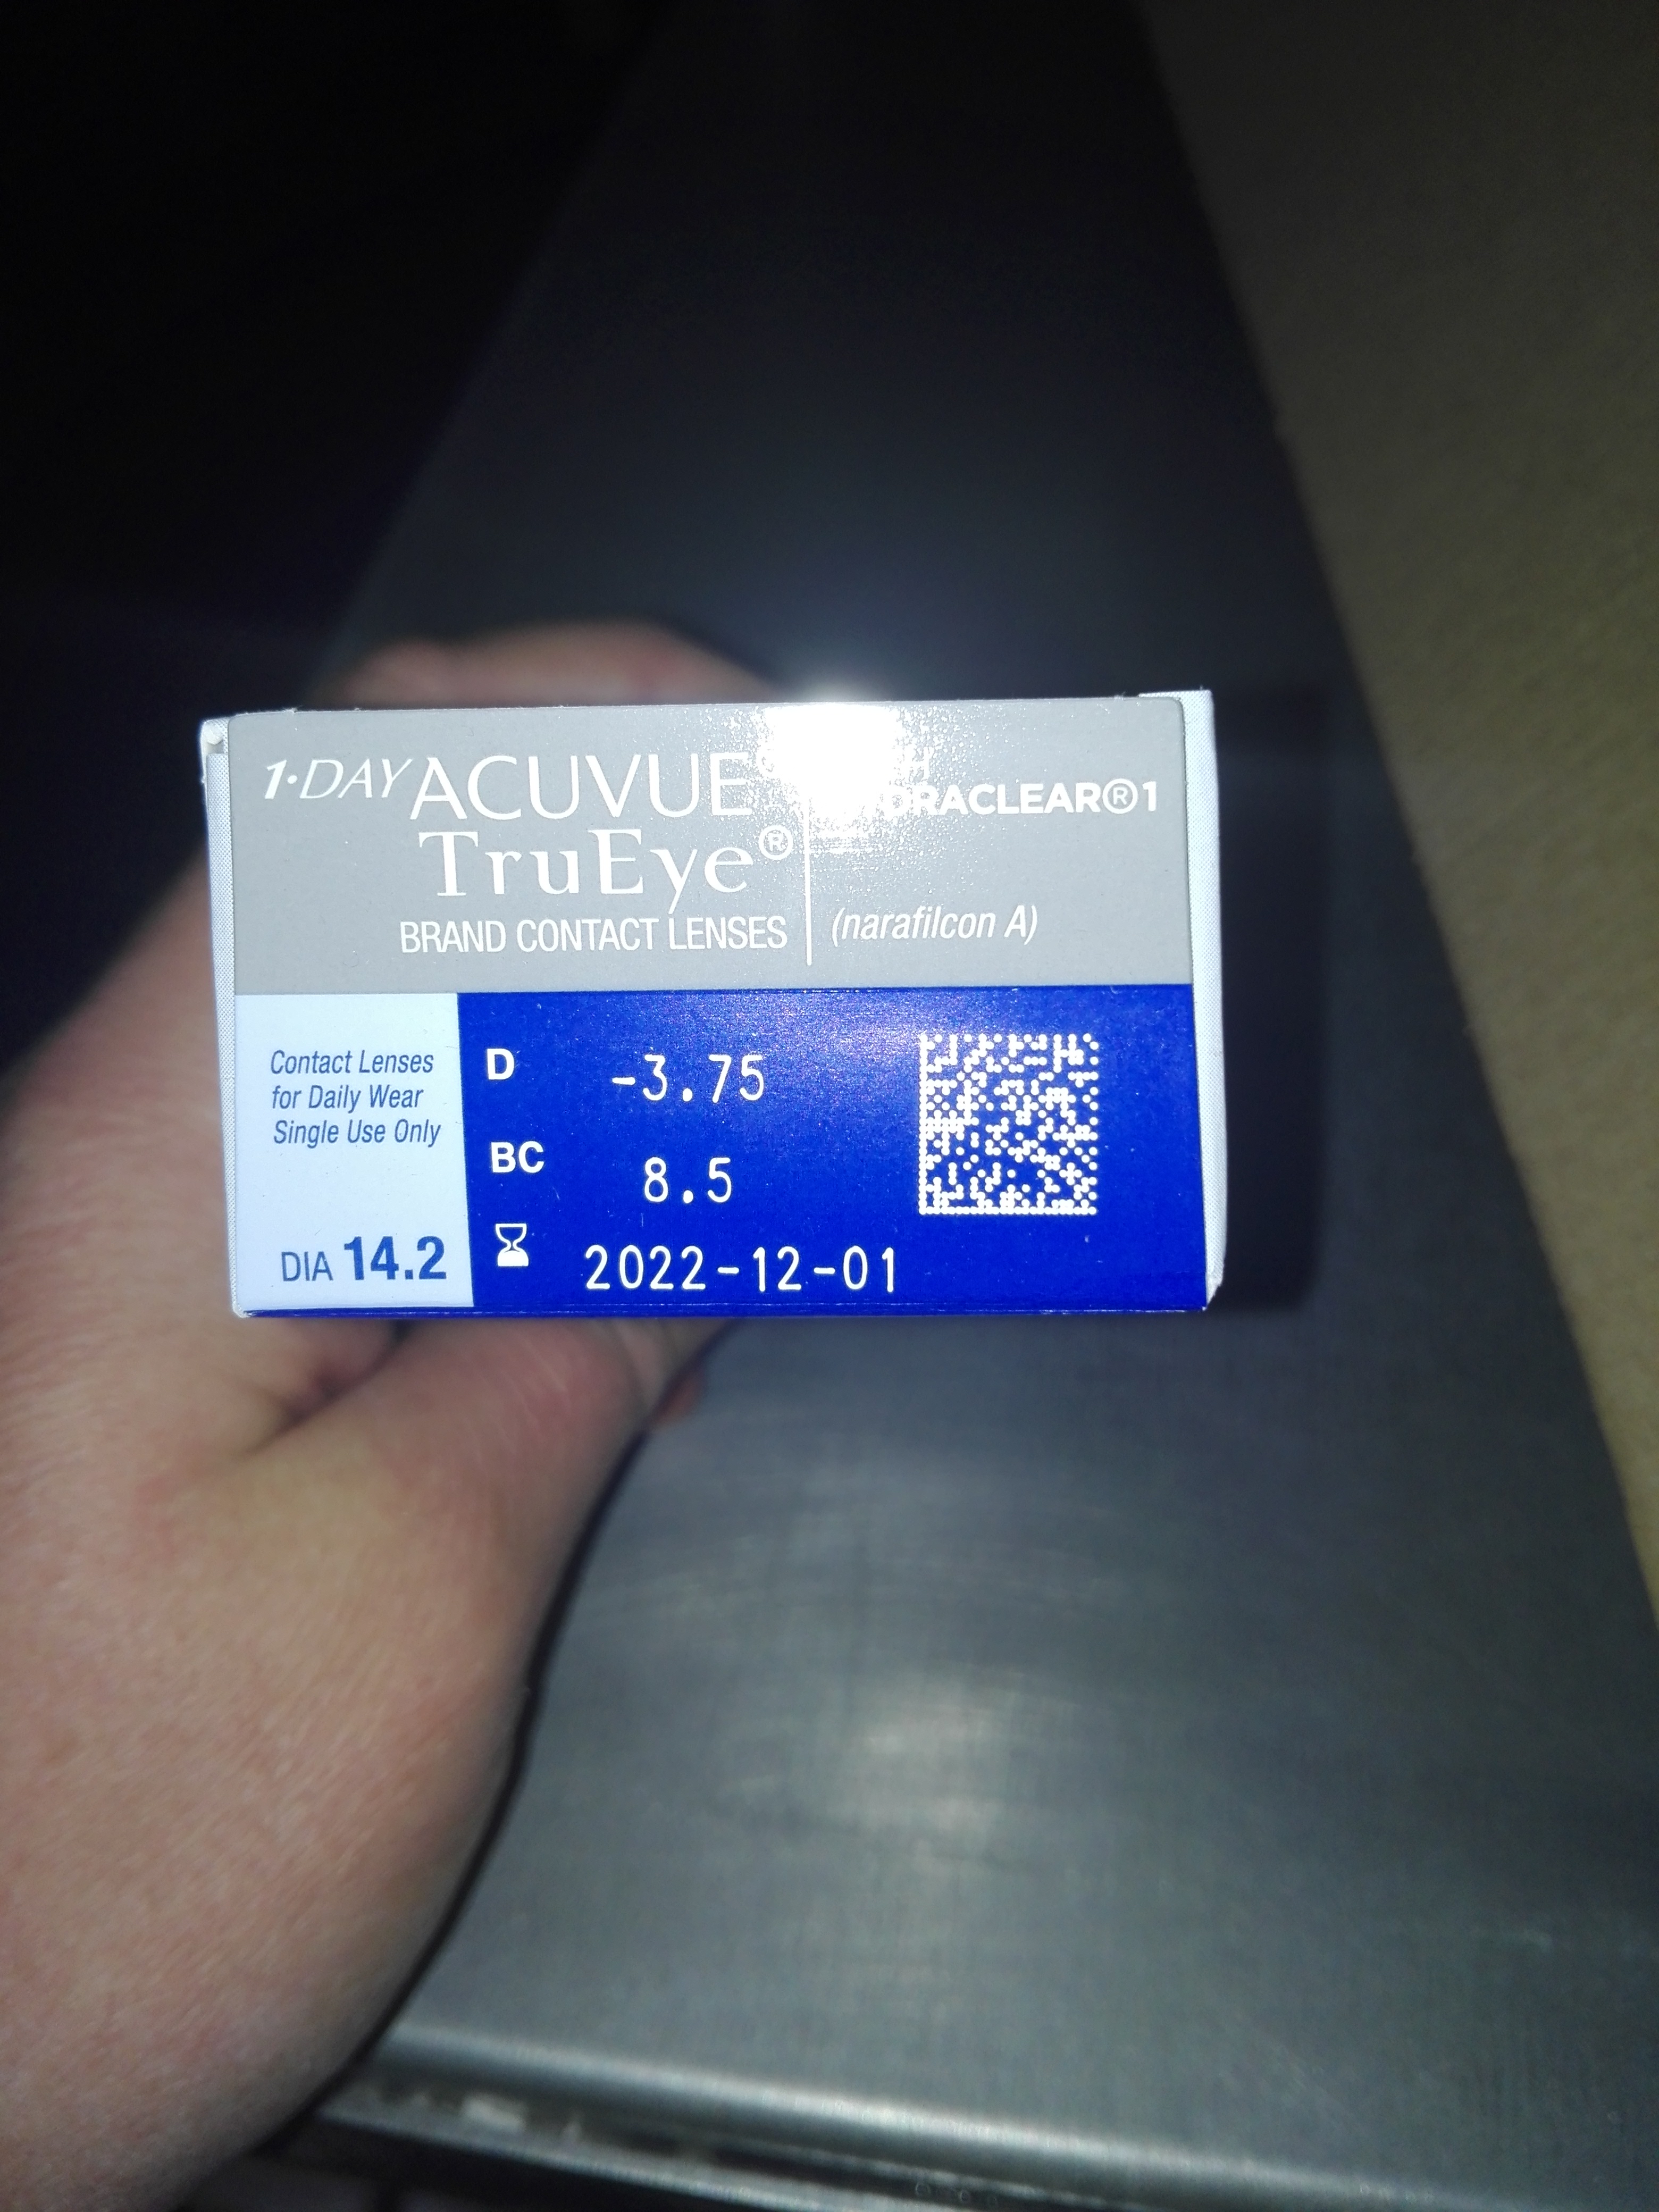 1·DAY ACUVUE®
TruEye®
BRAND CONTACT LENSES
DRACLEAR®1
(narafilcon A)
Contact Lenses
for Daily Wear
Single Use Only
DIA 14.2
D -3.75
BC 8.5
2022-12-01